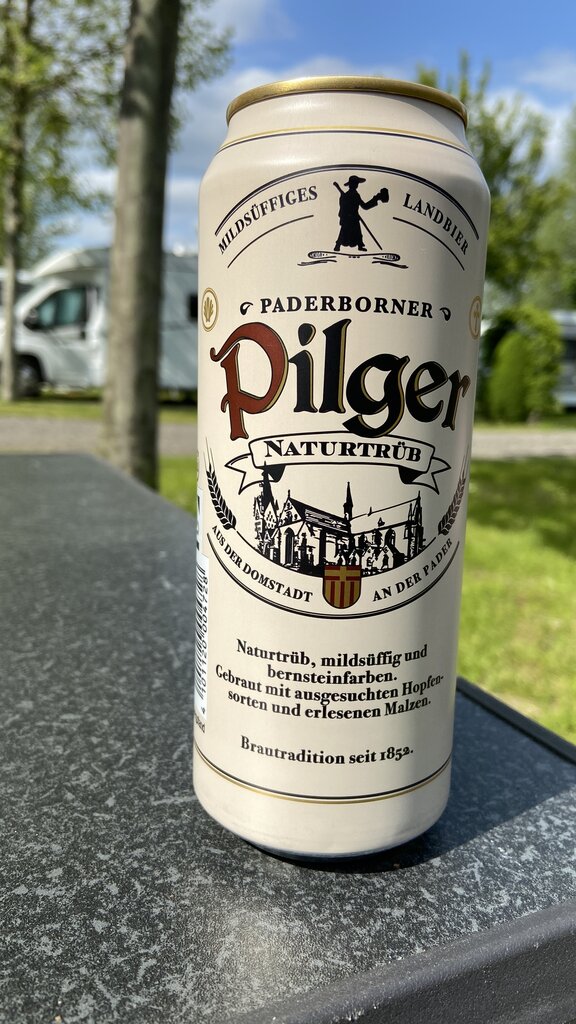 MILDSÜFFIGES LANDBIER
PADERBORNER
Pilger
NATURTRÜB
AUS DER DOMSTADT AN DER PADER
Naturtrüb, mildsüffig und
bernsteinfarben.
Gebraut mit ausgesuchten Hopfen-
sorten und erlesenen Malzen.
Brautradition seit 1852.